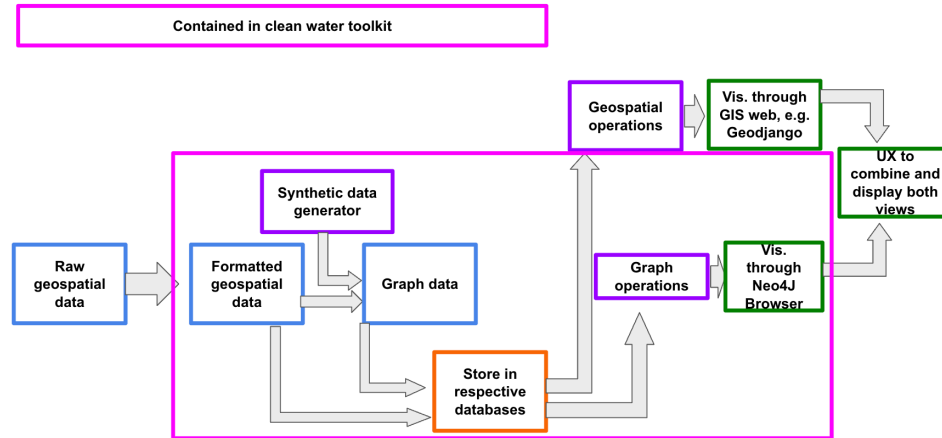 Contained in clean water toolkit
Geospatial
operations
Vis. through
GIS web, e.g.
Geodjango
UX to
combine and
display both
views
Synthetic data
generator
Raw
geospatial
data
Formatted
geospatial
data
Graph data
Graph
operations
Vis.
through
Neo4J
Browser
Store in
respective
databases